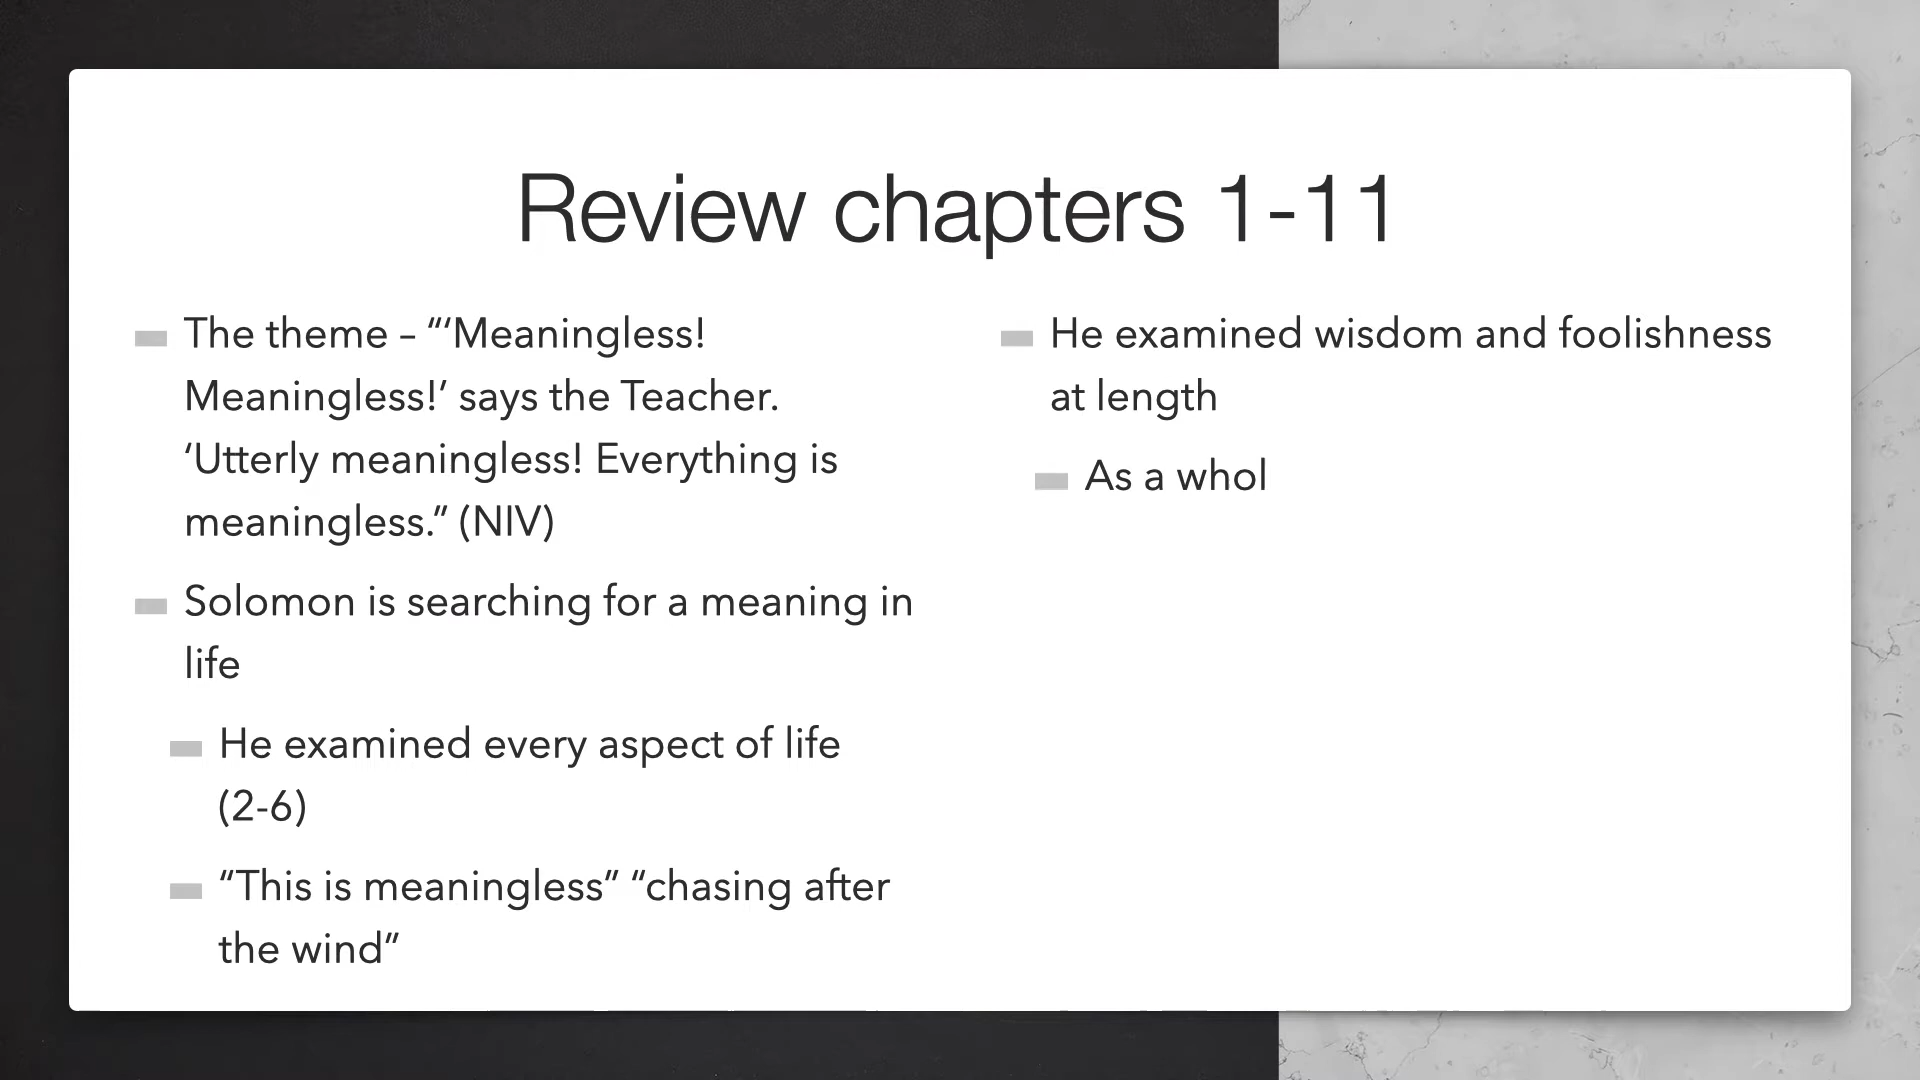 Review chapters 1-11
The theme – “‘Meaningless!
Meaningless!’ says the Teacher.
‘Utterly meaningless! Everything is
meaningless.” (NIV)
Solomon is searching for a meaning in
life
He examined every aspect of life
(2-6)
“This is meaningless” “chasing after
the wind”
He examined wisdom and foolishness
at length
As a whol